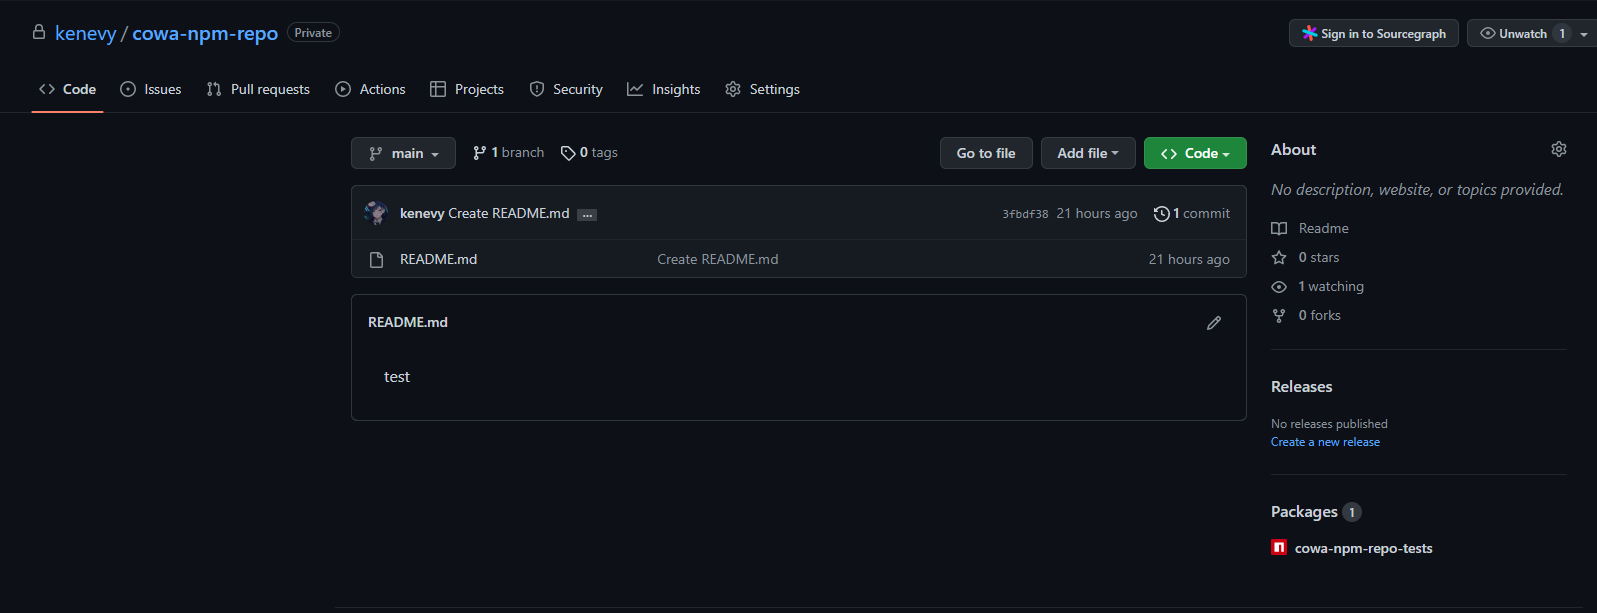 kenevy / cowa-npm-repo Private
Sign in to Sourcegraph
Unwatch 1
Code
Issues
Pull requests
Actions
Projects
Security
Insights
Settings
main
1 branch
0 tags
Go to file
Add file
Code
kenevy Create README.md ...
3fbdf38 21 hours ago
1 commit
README.md
Create README.md
21 hours ago
README.md
test
About
No description, website, or topics provided.
Readme
0 stars
1 watching
0 forks
Releases
No releases published
Create a new release
Packages 1
cowa-npm-repo-tests